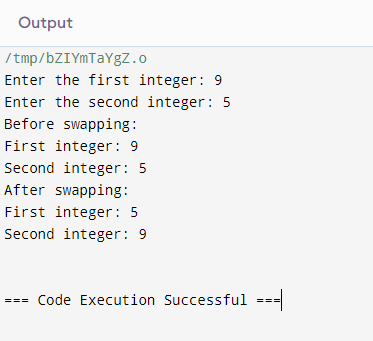 Output
/tmp/bZIYmTaYgZ.o
Enter the first integer: 9
Enter the second integer: 5
Before swapping:
First integer: 9
Second integer: 5
After swapping:
First integer: 5
Second integer: 9
=== Code Execution Successful ===